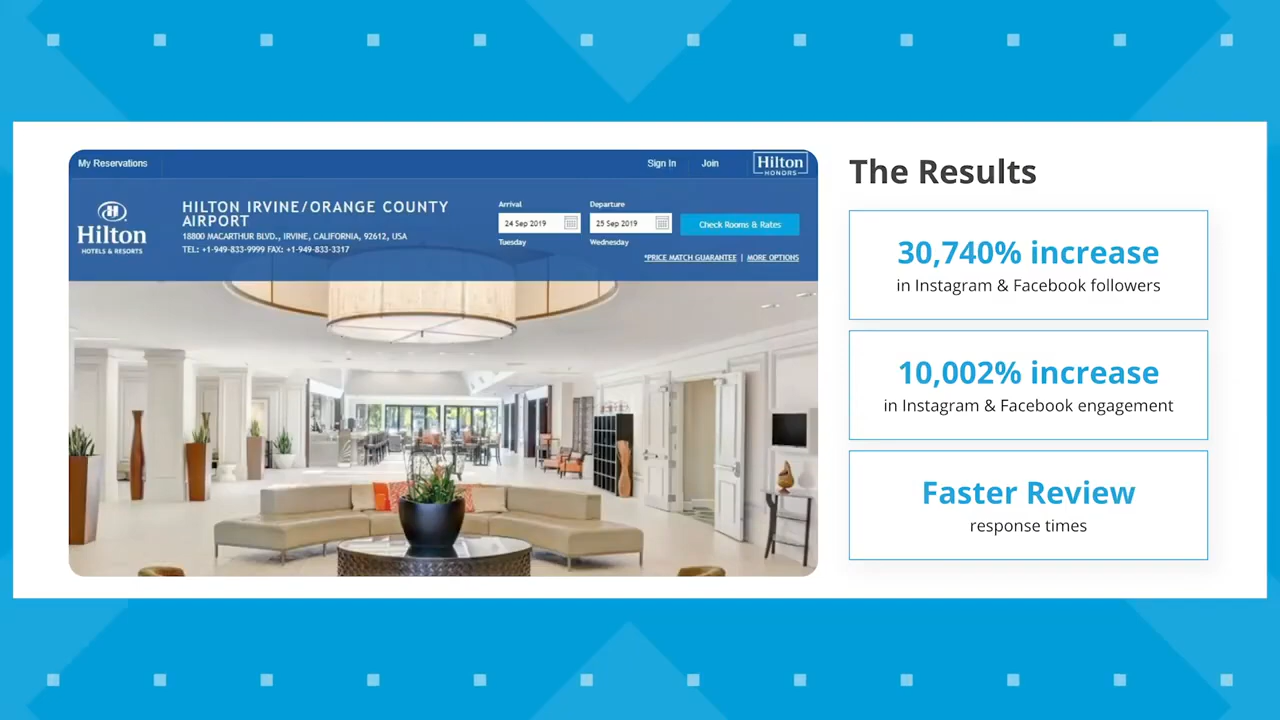 My Reservations
Sign In
Join
Hilton
HONORS
Hilton
HOTELS & RESORTS
HILTON IRVINE/ORANGE COUNTY
AIRPORT
18800 MACARTHUR BLVD., IRVINE, CALIFORNIA, 92612, USA
TEL: +1-949-833-9999 FAX: +1-949-833-3317
Arrival
Departure
24 Sep 2019
25 Sep 2019
Check Rooms & Rates
Tuesday
Wednesday
*PRICE MATCH GUARANTEE | MORE OPTIONS
The Results
30,740% increase
in Instagram & Facebook followers
10,002% increase
in Instagram & Facebook engagement
Faster Review
response times